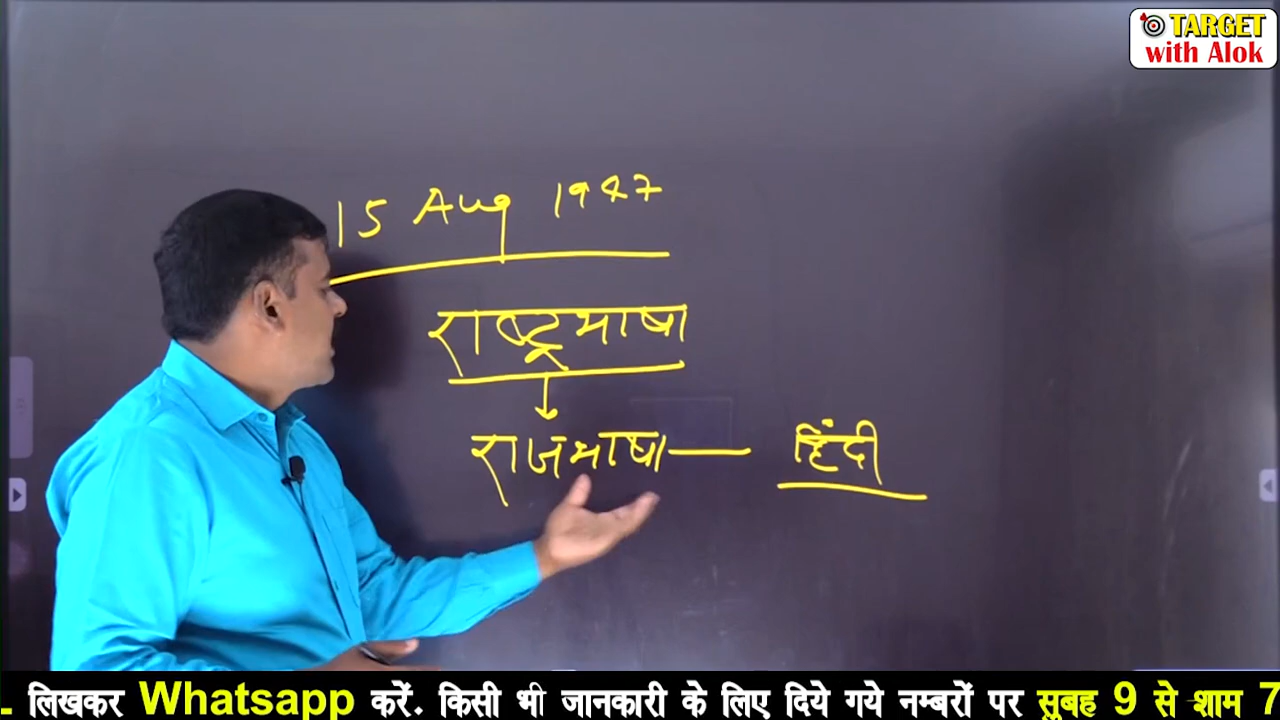 TARGET
with Alok
15 Aug 1947
राष्ट्रभाषा
राजभाषा — हिंदी
लिखकर Whatsapp करें. किसी भी जानकारी के लिए दिये गये नम्बरों पर सुबह 9 से शाम 7